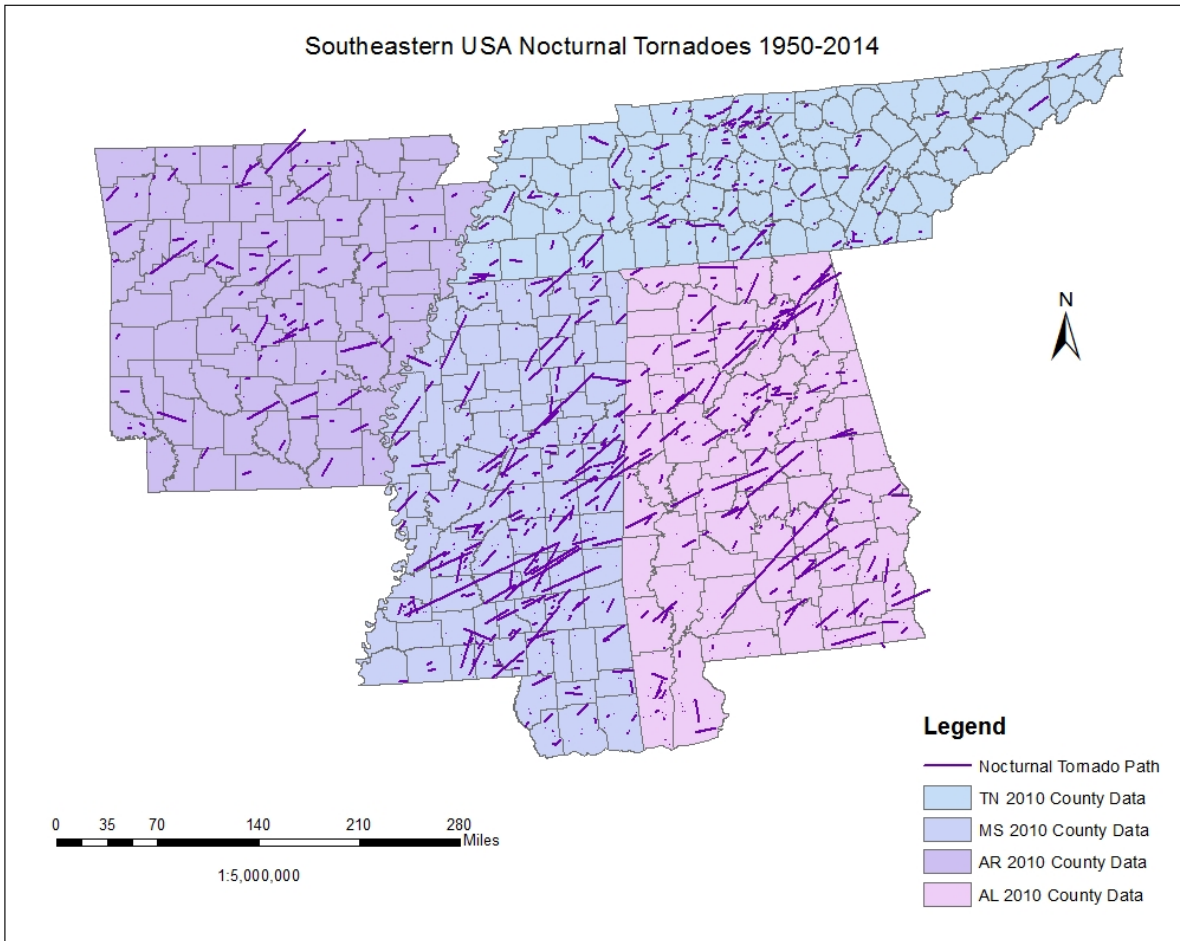 Southeastern USA Nocturnal Tornadoes 1950-2014
N
Legend
Nocturnal Tornado Path
TN 2010 County Data
MS 2010 County Data
AR 2010 County Data
AL 2010 County Data
0 35 70 140 210 280
Miles
1:5,000,000